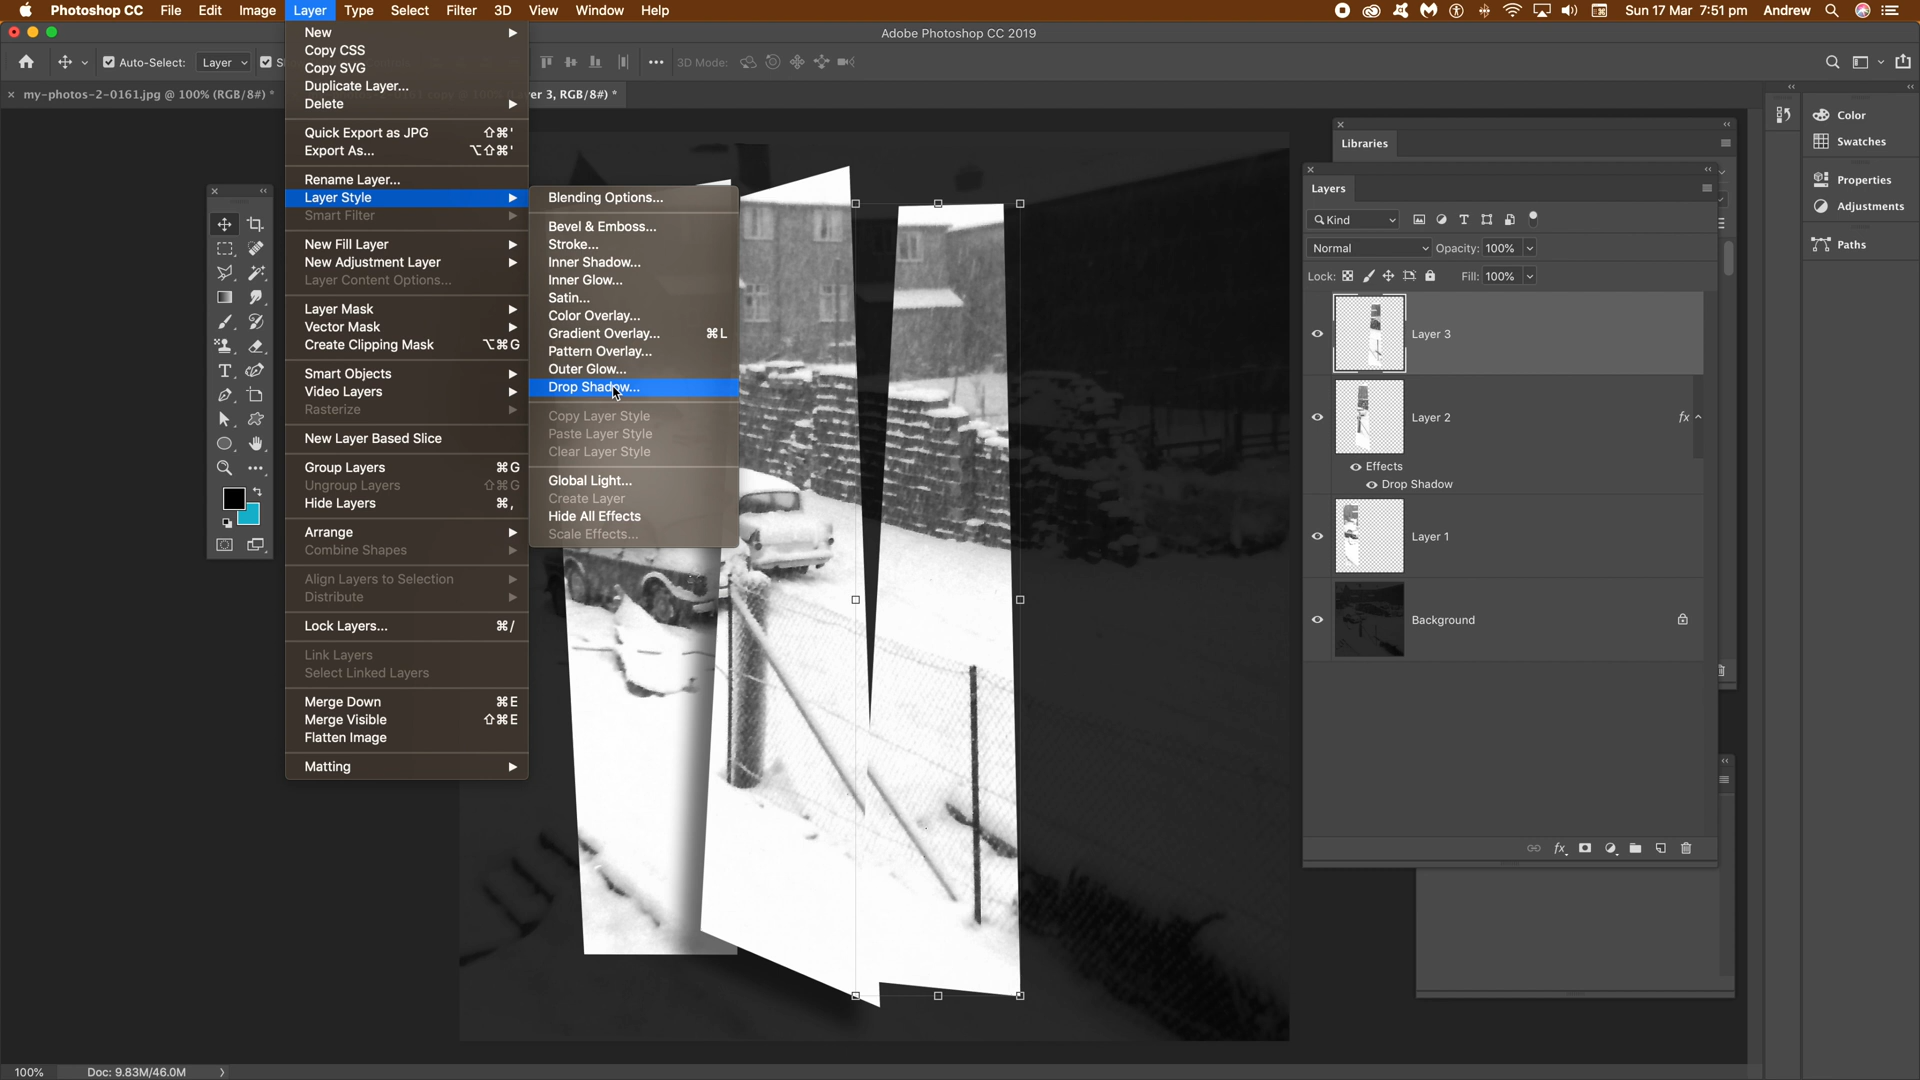 Photoshop CC File Edit Image Layer Type Select Filter 3D View Window Help Sun 17 Mar 7:51 pm Andrew
Adobe Photoshop CC 2019
Auto-Select: Layer 3D Mode:
my-photos-2-0161.jpg @ 100% (RGB/8#) * er 3, RGB/8#) *
New
Copy CSS
Copy SVG
Duplicate Layer...
Delete
Quick Export as JPG ⇧⌘'
Export As... ⌥⇧⌘'
Rename Layer...
Layer Style
Smart Filter
New Fill Layer
New Adjustment Layer
Layer Content Options...
Layer Mask
Vector Mask
Create Clipping Mask ⌥⌘G
Smart Objects
Video Layers
Rasterize
New Layer Based Slice
Group Layers ⌘G
Ungroup Layers ⇧⌘G
Hide Layers ⌘,
Arrange
Combine Shapes
Align Layers to Selection
Distribute
Lock Layers... ⌘/
Link Layers
Select Linked Layers
Merge Down ⌘E
Merge Visible ⇧⌘E
Flatten Image
Matting
Blending Options...
Bevel & Emboss...
Stroke...
Inner Shadow...
Inner Glow...
Satin...
Color Overlay...
Gradient Overlay... ⌘L
Pattern Overlay...
Outer Glow...
Drop Shadow...
Copy Layer Style
Paste Layer Style
Clear Layer Style
Global Light...
Create Layer
Hide All Effects
Scale Effects...
Libraries
Layers
Kind
Normal Opacity: 100%
Lock: Fill: 100%
Layer 3
Layer 2 fx
Effects
Drop Shadow
Layer 1
Background
fx
Color
Swatches
Properties
Adjustments
Paths
100% Doc: 9.83M/46.0M